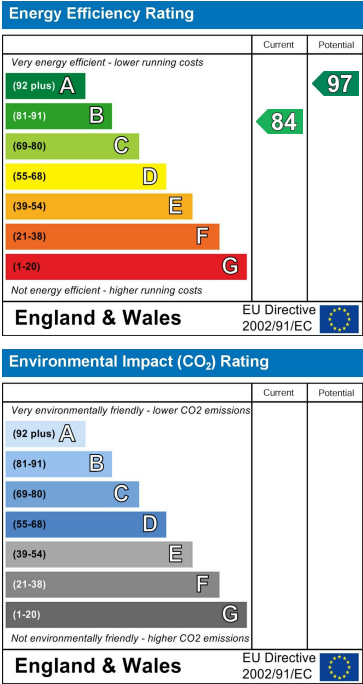 Energy Efficiency Rating
Current Potential
Very energy efficient - lower running costs
(92 plus) A
97
(81-91) B
84
(69-80) C
(55-68) D
(39-54) E
(21-38) F
(1-20) G
Not energy efficient - higher running costs
England & Wales
EU Directive
2002/91/EC
Environmental Impact (CO₂) Rating
Current Potential
Very environmentally friendly - lower CO2 emissions
(92 plus) A
(81-91) B
(69-80) C
(55-68) D
(39-54) E
(21-38) F
(1-20) G
Not environmentally friendly - higher CO2 emissions
England & Wales
EU Directive
2002/91/EC